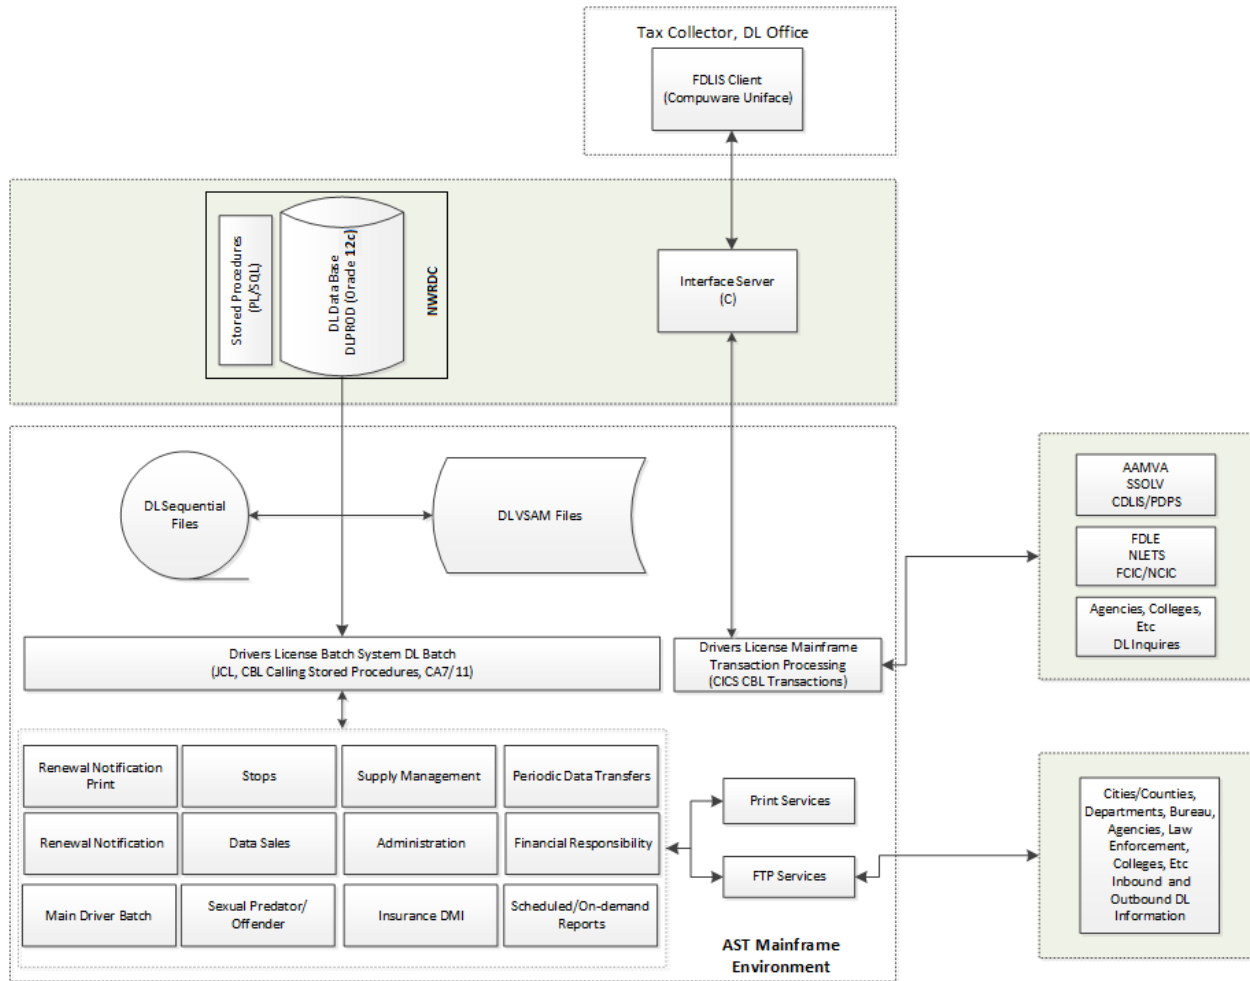 Tax Collector, DL Office
FDLIS Client
(Compuware Uniface)
Stored Procedures
(PL/SQL)
DL Data Base
DLPROD (Orade 12c)
NWRDC
Interface Server
(C)
DL Sequential
Files
DL VSAM Files
AAMVA
SSOLV
CDLIS/PDPS
FDLE
NLETS
FCIC/NCIC
Agencies, Colleges,
Etc
DL Inquires
Drivers License Batch System DL Batch
(JCL, CBL Calling Stored Procedures, CA7/11)
Drivers License Mainframe
Transaction Processing
(CICS CBL Transactions)
Renewal Notification
Print
Stops
Supply Management
Periodic Data Transfers
Renewal Notification
Data Sales
Administration
Financial Responsibility
Main Driver Batch
Sexual Predator/
Offender
Insurance DMI
Scheduled/On-demand
Reports
Print Services
FTP Services
Cities/Counties,
Departments, Bureau,
Agencies, Law
Enforcement,
Colleges, Etc
Inbound and
Outbound DL
Information
AST Mainframe
Environment